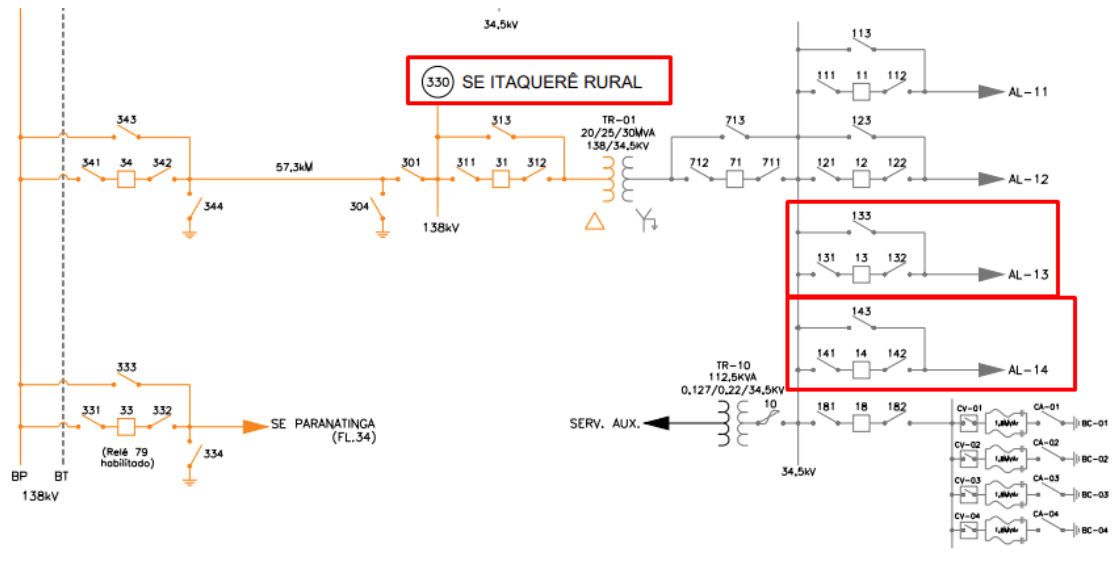 34,5kV
113
330 SE ITAQUERÊ RURAL
111 11 112
AL-11
343
313
TR-01
20/25/30MVA
138/34.5KV
713
123
341 34 342
57,3kM
301 311 31 312
712 71 711
121 12 122
AL-12
344
304
138kV
133
131 13 132
AL-13
143
141 14 142
AL-14
333
TR-10
112,5KVA
0,127/0,22/34,5KV
331 33 332
SE PARANATINGA
(FL.34)
SERV. AUX.
10
181 18 182
CV-01 CA-01
BC-01
(Relé 79
habilitado)
334
CV-02 CA-02
BC-02
BP BT
138kV
34,5kV
CV-03 CA-03
BC-03
CV-04 CA-04
BC-04